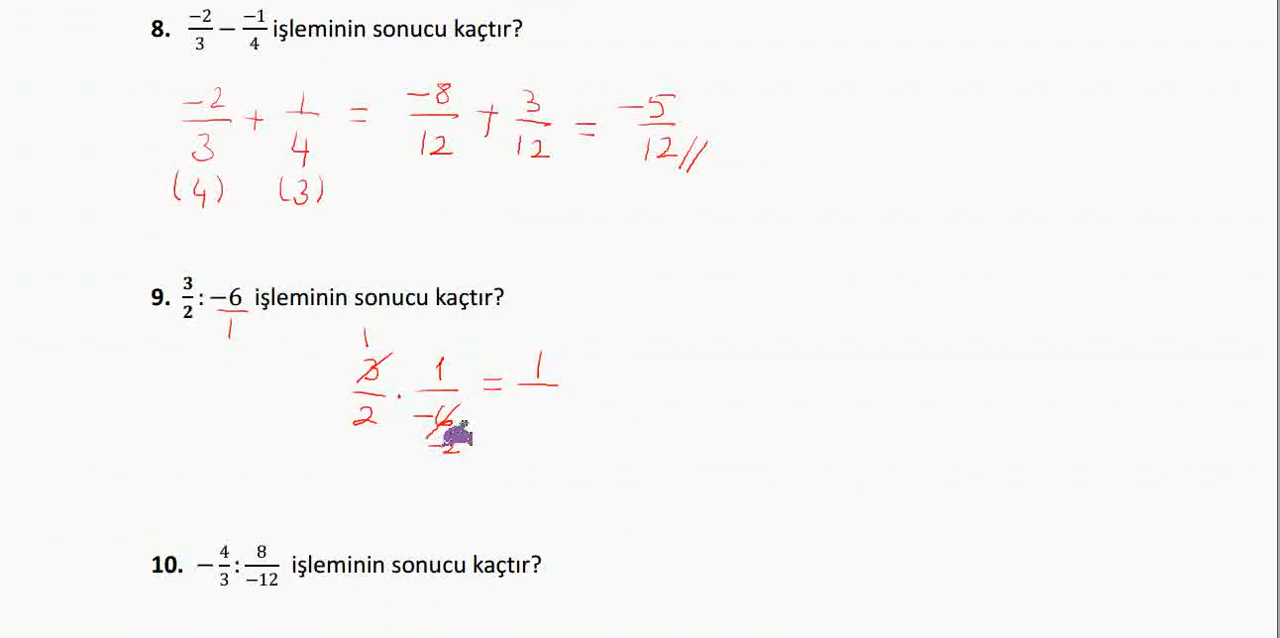 8. -2/3 - -1/4 işleminin sonucu kaçtır?
-2/3 + 1/4 = -8/12 + 3/12 = -5/12 //
(4) (3)
9. 3/2 : -6/1 işleminin sonucu kaçtır?
1
3/2 . 1/-6 = 1/
-2
10. - 4/3 : 8/-12 işleminin sonucu kaçtır?